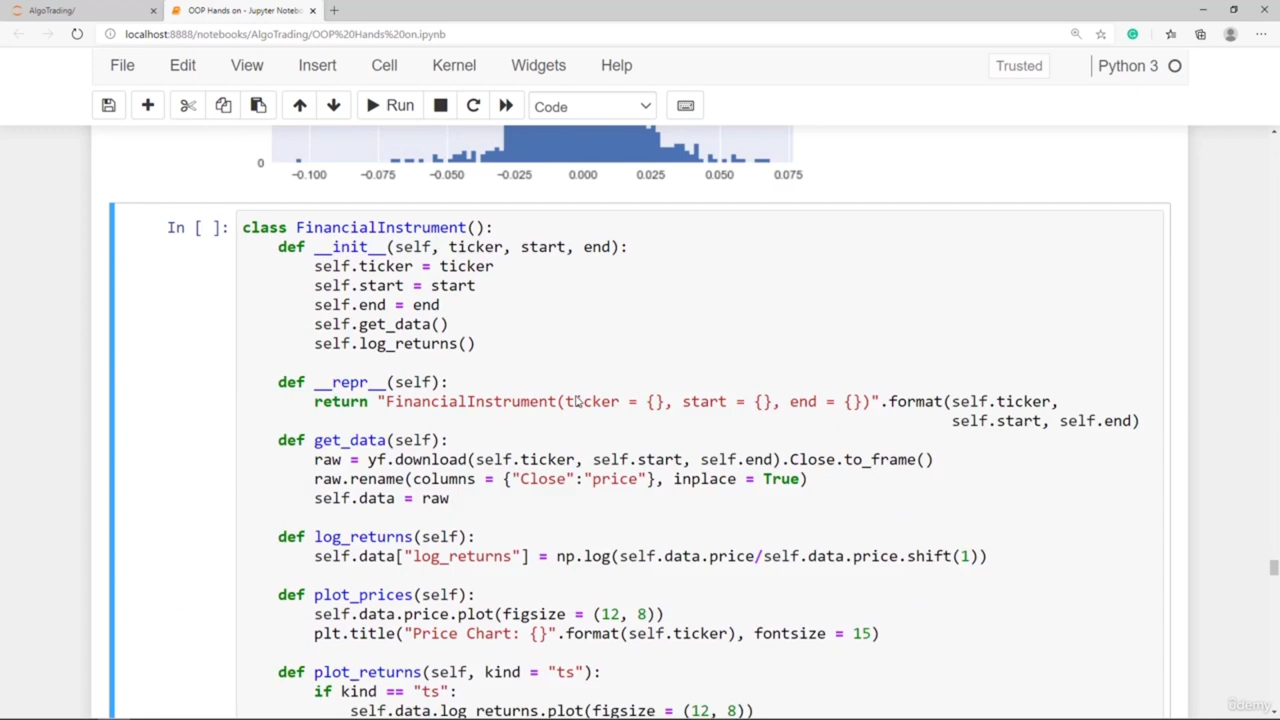 AlgoTrading/
OOP Hands on - Jupyter Notebo
localhost:8888/notebooks/AlgoTrading/OOP%20Hands%20on.ipynb
File Edit View Insert Cell Kernel Widgets Help Trusted Python 3
Run Code
0
-0.100 -0.075 -0.050 -0.025 0.000 0.025 0.050 0.075
In [ ]: class FinancialInstrument():
def __init__(self, ticker, start, end):
self.ticker = ticker
self.start = start
self.end = end
self.get_data()
self.log_returns()
def __repr__(self):
return "FinancialInstrument(ticker = {}, start = {}, end = {})".format(self.ticker,
self.start, self.end)
def get_data(self):
raw = yf.download(self.ticker, self.start, self.end).Close.to_frame()
raw.rename(columns = {"Close":"price"}, inplace = True)
self.data = raw
def log_returns(self):
self.data["log_returns"] = np.log(self.data.price/self.data.price.shift(1))
def plot_prices(self):
self.data.price.plot(figsize = (12, 8))
plt.title("Price Chart: {}".format(self.ticker), fontsize = 15)
def plot_returns(self, kind = "ts"):
if kind == "ts":
self.data.log_returns.plot(figsize = (12, 8))
ûdemy